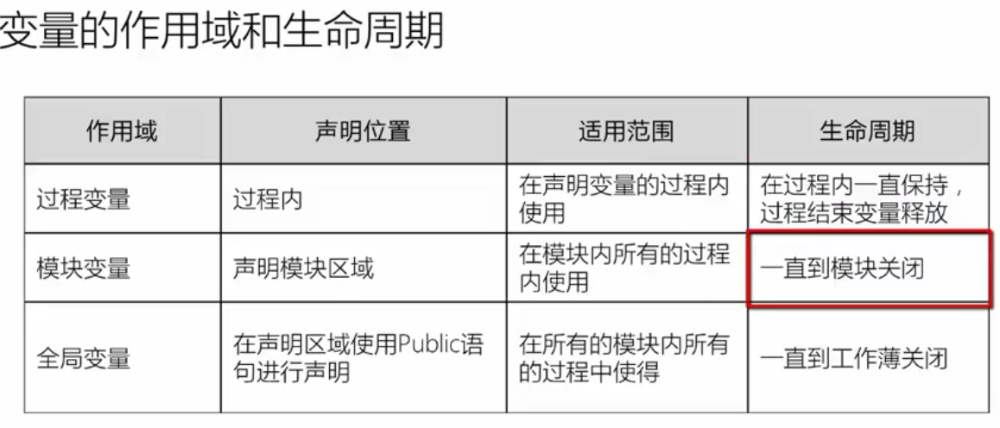 变量的作用域和生命周期
作用域
声明位置
适用范围
生命周期
过程变量
过程内
在声明变量的过程内
使用
在过程内一直保持，
过程结束变量释放
模块变量
声明模块区域
在模块内所有的过程
内使用
一直到模块关闭
全局变量
在声明区域使用Public语
句进行声明
在所有的模块内所有
的过程中使得
一直到工作薄关闭